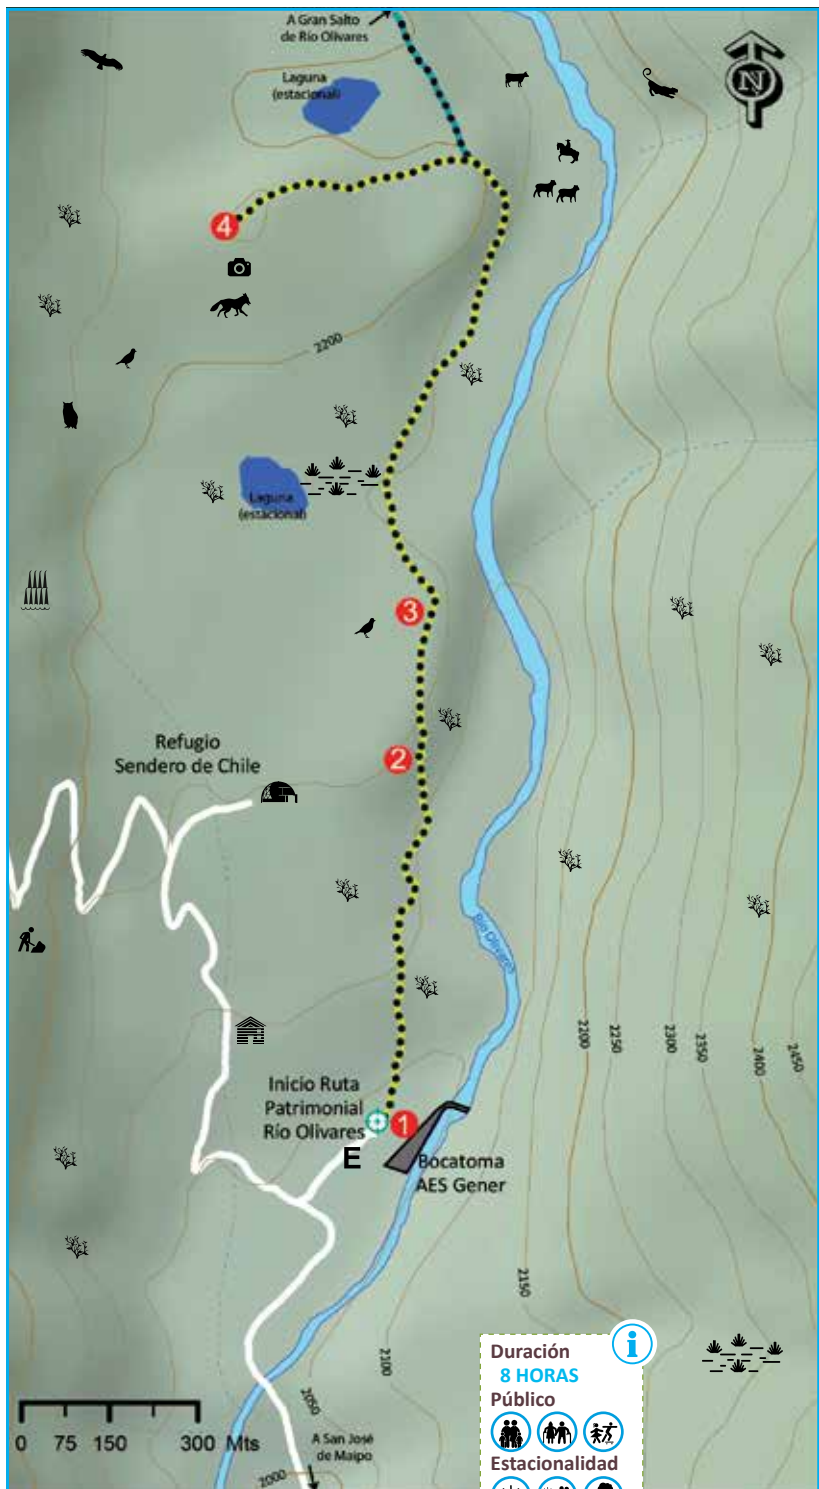 A Gran Salto
de Río Olivares
N
Laguna
(estacional)
4
2200
Laguna
(estacional)
3
Refugio
Sendero de Chile
2
Río Olivares
2200
2250
2300
2350
2400
2450
Inicio Ruta
Patrimonial
Río Olivares
1
E
Bocatoma
AES Gener
2150
2100
2050
2000
A San José
de Maipo
0 75 150 300 Mts
i
Duración
8 HORAS
Público
Estacionalidad